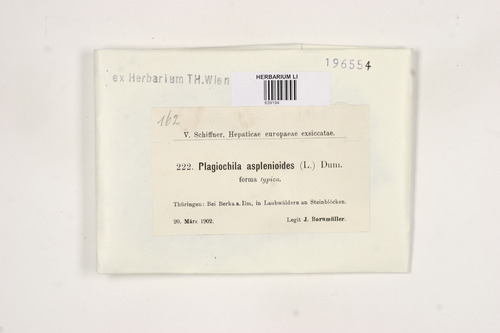 196554
ex Herbarium T.H. Wien
HERBARIUM LI
162
V. Schiffner, Hepaticae europaeae exsiccatae.
222. Plagiochila asplenioides (L.) Dum.
forma typica.
Thüringen: Bei Berka a. Ilm, in Laubwäldern an Steinblöcken.
20. März 1902. Legit J. Bornmüller.